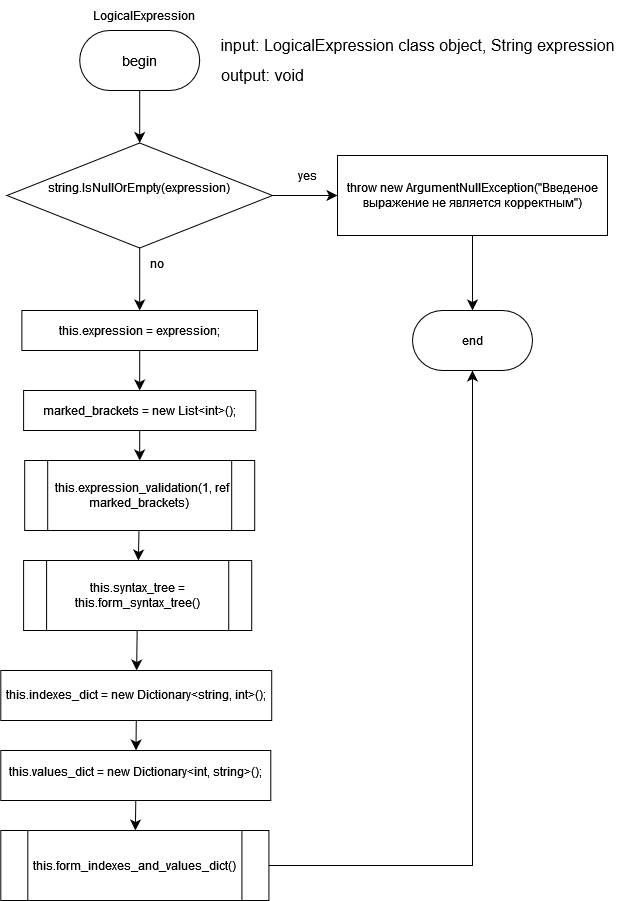 LogicalExpression
begin
input: LogicalExpression class object, String expression
output: void
string.IsNullOrEmpty(expression)
yes
throw new ArgumentNullException("Введеное
выражение не является корректным")
no
this.expression = expression;
end
marked_brackets = new List<int>();
this.expression_validation(1, ref
marked_brackets)
this.syntax_tree =
this.form_syntax_tree()
this.indexes_dict = new Dictionary<string, int>();
this.values_dict = new Dictionary<int, string>();
this.form_indexes_and_values_dict()